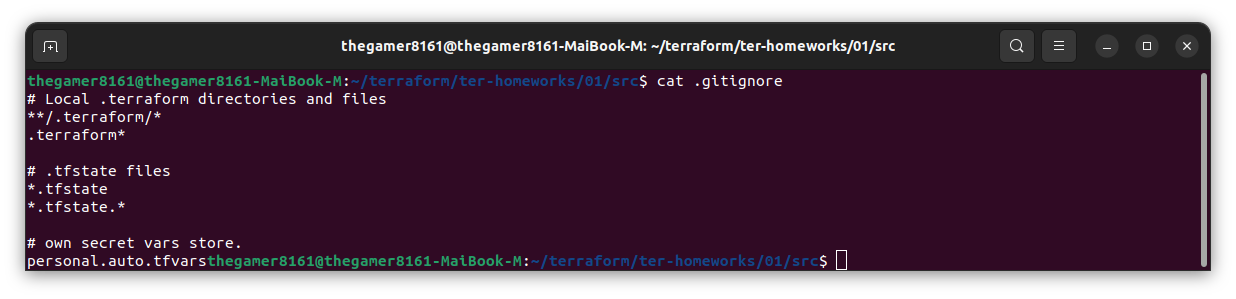 thegamer8161@thegamer8161-MaiBook-M: ~/terraform/ter-homeworks/01/src
thegamer8161@thegamer8161-MaiBook-M:~/terraform/ter-homeworks/01/src$ cat .gitignore
# Local .terraform directories and files
**/.terraform/*
.terraform*
# .tfstate files
*.tfstate
*.tfstate.*
# own secret vars store.
personal.auto.tfvarsthegamer8161@thegamer8161-MaiBook-M:~/terraform/ter-homeworks/01/src$